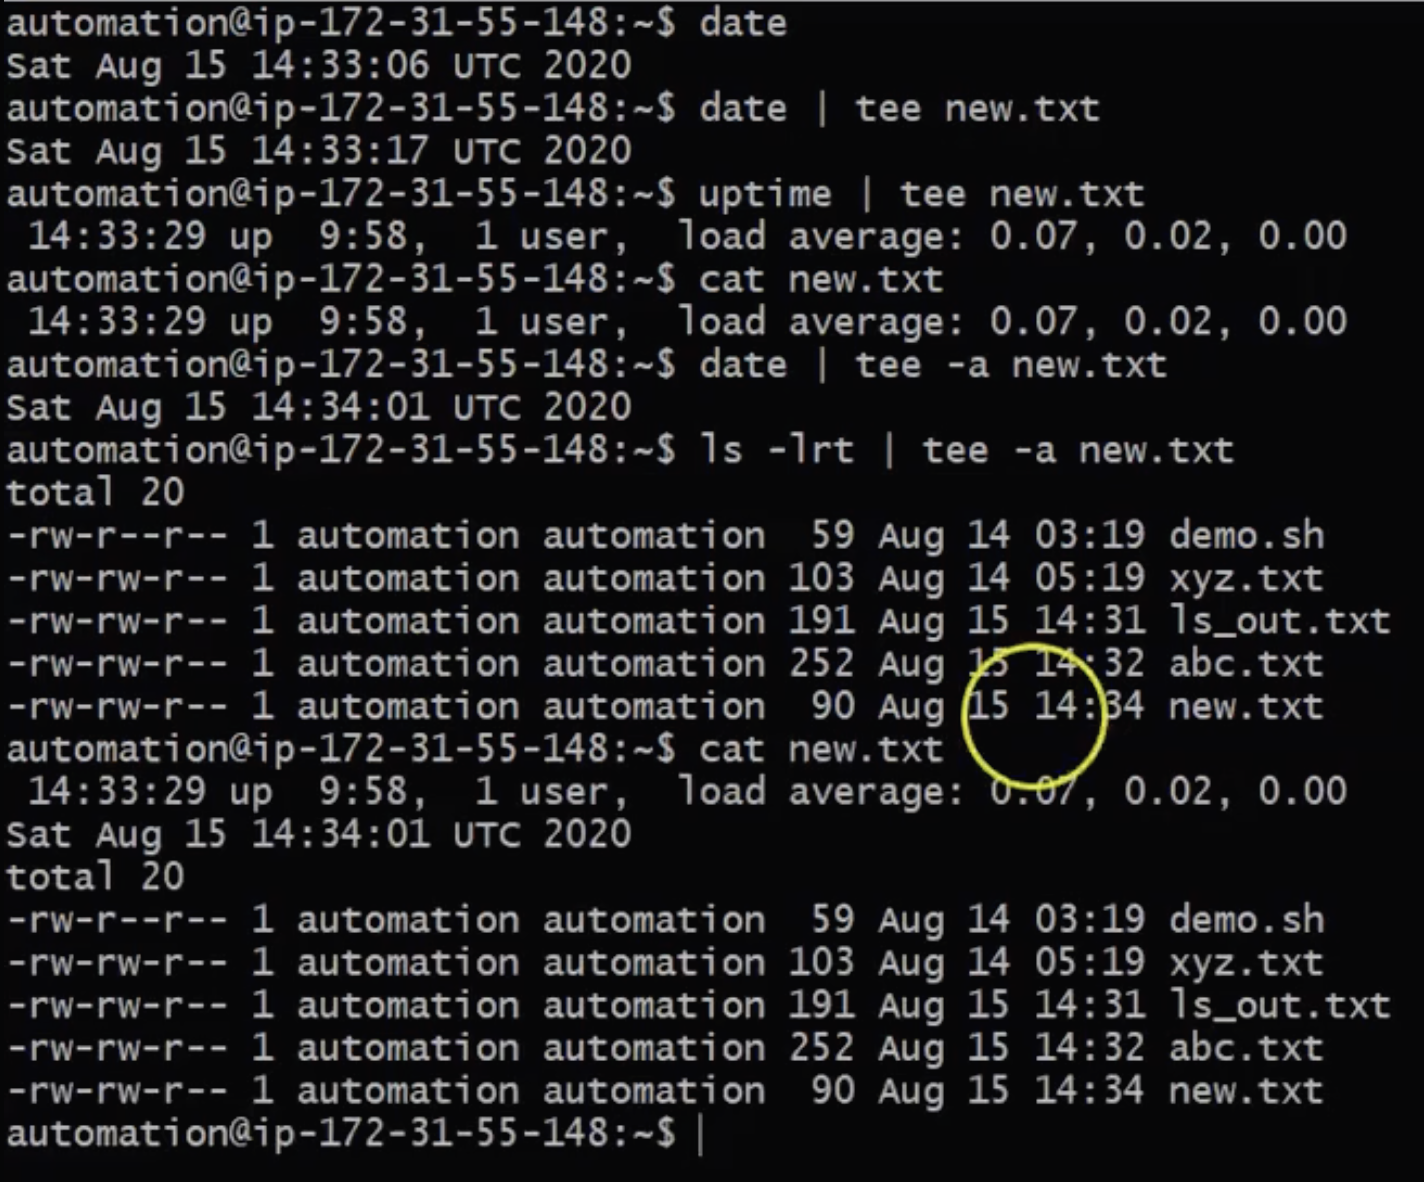 automation@ip-172-31-55-148:~$ date
Sat Aug 15 14:33:06 UTC 2020
automation@ip-172-31-55-148:~$ date | tee new.txt
Sat Aug 15 14:33:17 UTC 2020
automation@ip-172-31-55-148:~$ uptime | tee new.txt
 14:33:29 up  9:58,  1 user,  load average: 0.07, 0.02, 0.00
automation@ip-172-31-55-148:~$ cat new.txt
 14:33:29 up  9:58,  1 user,  load average: 0.07, 0.02, 0.00
automation@ip-172-31-55-148:~$ date | tee -a new.txt
Sat Aug 15 14:34:01 UTC 2020
automation@ip-172-31-55-148:~$ ls -lrt | tee -a new.txt
total 20
-rw-r--r-- 1 automation automation  59 Aug 14 03:19 demo.sh
-rw-rw-r-- 1 automation automation 103 Aug 14 05:19 xyz.txt
-rw-rw-r-- 1 automation automation 191 Aug 15 14:31 ls_out.txt
-rw-rw-r-- 1 automation automation 252 Aug 15 14:32 abc.txt
-rw-rw-r-- 1 automation automation  90 Aug 15 14:34 new.txt
automation@ip-172-31-55-148:~$ cat new.txt
 14:33:29 up  9:58,  1 user,  load average: 0.07, 0.02, 0.00
Sat Aug 15 14:34:01 UTC 2020
total 20
-rw-r--r-- 1 automation automation  59 Aug 14 03:19 demo.sh
-rw-rw-r-- 1 automation automation 103 Aug 14 05:19 xyz.txt
-rw-rw-r-- 1 automation automation 191 Aug 15 14:31 ls_out.txt
-rw-rw-r-- 1 automation automation 252 Aug 15 14:32 abc.txt
-rw-rw-r-- 1 automation automation  90 Aug 15 14:34 new.txt
automation@ip-172-31-55-148:~$